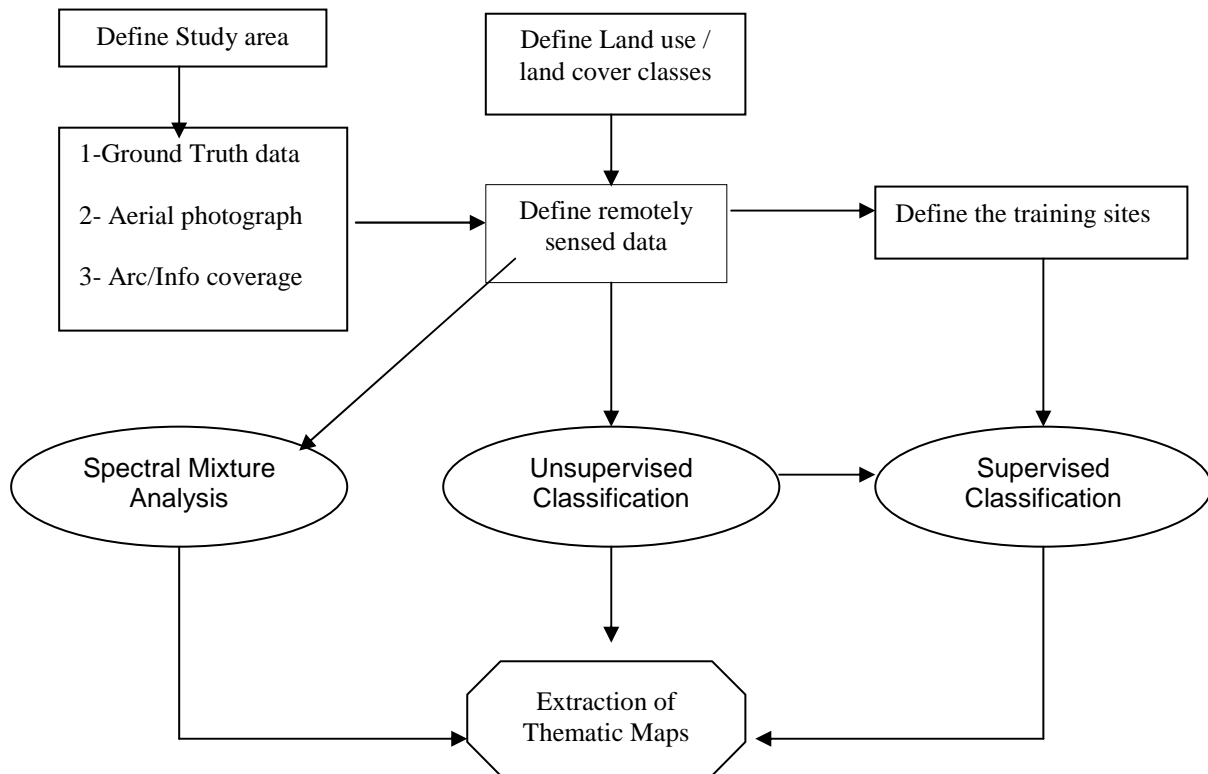 Define Study area
Define Land use /
land cover classes
1-Ground Truth data
2- Aerial photograph
3- Arc/Info coverage
Define remotely
sensed data
Define the training sites
Spectral Mixture
Analysis
Unsupervised
Classification
Supervised
Classification
Extraction of
Thematic Maps